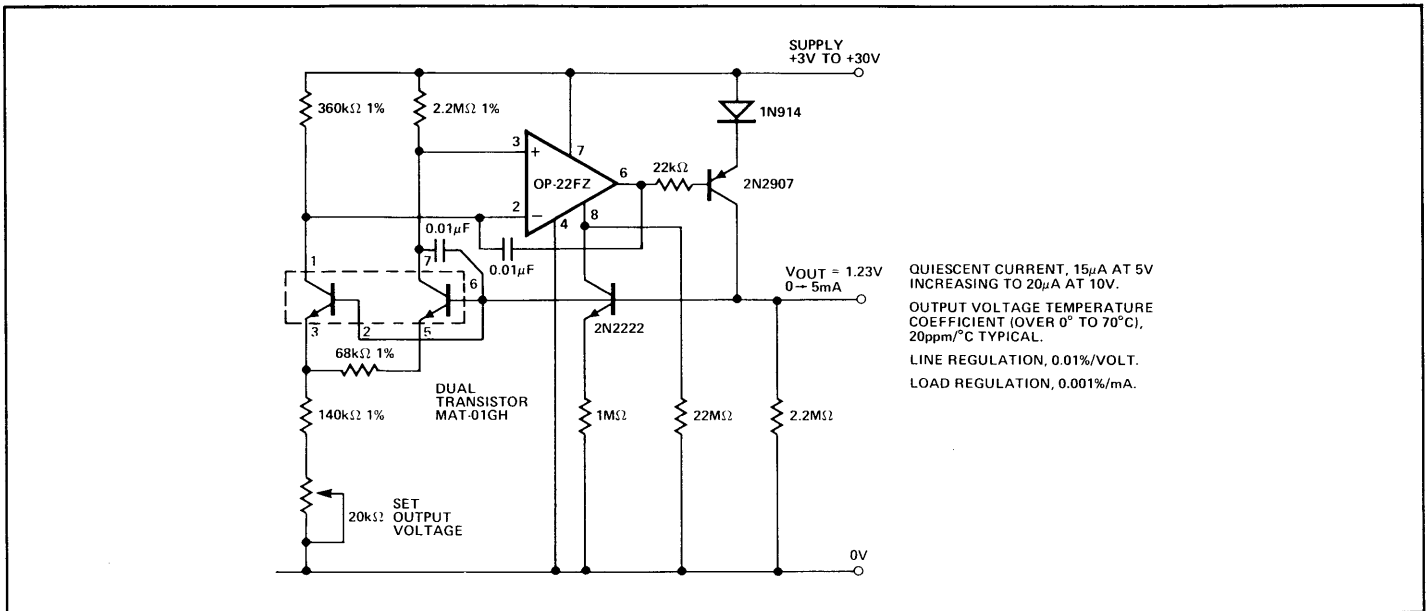 SUPPLY
+3V TO +30V
360kΩ 1%
2.2MΩ 1%
1N914
3
+
7
OP-22FZ
6
22kΩ
2N2907
2
−
4
8
0.01μF
0.01μF
1
7
6
VOUT = 1.23V
0→5mA
2N2222
3
2
5
68kΩ 1%
DUAL
TRANSISTOR
MAT-01GH
140kΩ 1%
1MΩ
22MΩ
2.2MΩ
20kΩ
SET
OUTPUT
VOLTAGE
0V
QUIESCENT CURRENT, 15μA AT 5V
INCREASING TO 20μA AT 10V.
OUTPUT VOLTAGE TEMPERATURE
COEFFICIENT (OVER 0° TO 70°C),
20ppm/°C TYPICAL.
LINE REGULATION, 0.01%/VOLT.
LOAD REGULATION, 0.001%/mA.